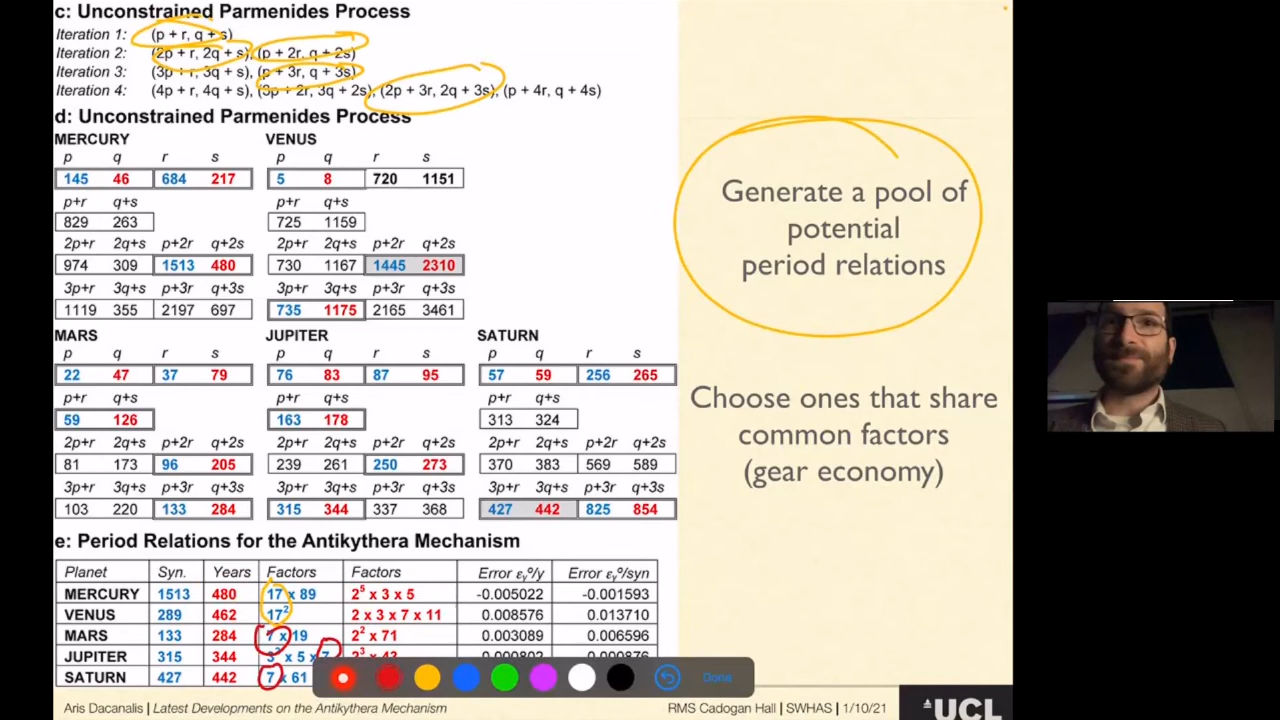 c: Unconstrained Parmenides Process
Iteration 1: (p + r, q + s)
Iteration 2: (2p + r, 2q + s), (p + 2r, q + 2s)
Iteration 3: (3p + r, 3q + s), (p + 3r, q + 3s)
Iteration 4: (4p + r, 4q + s), (3p + 2r, 3q + 2s), (2p + 3r, 2q + 3s), (p + 4r, q + 4s)
d: Unconstrained Parmenides Process
MERCURY VENUS
p q r s p q r s
145 46 684 217 5 8 720 1151
p+r q+s p+r q+s
829 263 725 1159
2p+r 2q+s p+2r q+2s 2p+r 2q+s p+2r q+2s
974 309 1513 480 730 1167 1445 2310
3p+r 3q+s p+3r q+3s 3p+r 3q+s p+3r q+3s
1119 355 2197 697 735 1175 2165 3461
MARS JUPITER SATURN
p q r s p q r s p q r s
22 47 37 79 76 83 87 95 57 59 256 265
p+r q+s p+r q+s p+r q+s
59 126 163 178 313 324
2p+r 2q+s p+2r q+2s 2p+r 2q+s p+2r q+2s 2p+r 2q+s p+2r q+2s
81 173 96 205 239 261 250 273 370 383 569 589
3p+r 3q+s p+3r q+3s 3p+r 3q+s p+3r q+3s 3p+r 3q+s p+3r q+3s
103 220 133 284 315 344 337 368 427 442 825 854
e: Period Relations for the Antikythera Mechanism
Planet Syn. Years Factors Factors Error εᵧ°/y Error εᵧ°/syn
MERCURY 1513 480 17 x 89 2⁵ x 3 x 5 -0.005022 -0.001593
VENUS 289 462 17² 2 x 3 x 7 x 11 0.008576 0.013710
MARS 133 284 7 x 19 2² x 71 0.003089 0.006596
JUPITER 315 344 3² x 5 x 7 2³ x 43
SATURN 427 442 7 x 61
Done
Generate a pool of
potential
period relations
Choose ones that share
common factors
(gear economy)
Aris Dacanalis | Latest Developments on the Antikythera Mechanism
RMS Cadogan Hall | SWHAS | 1/10/21
UCL